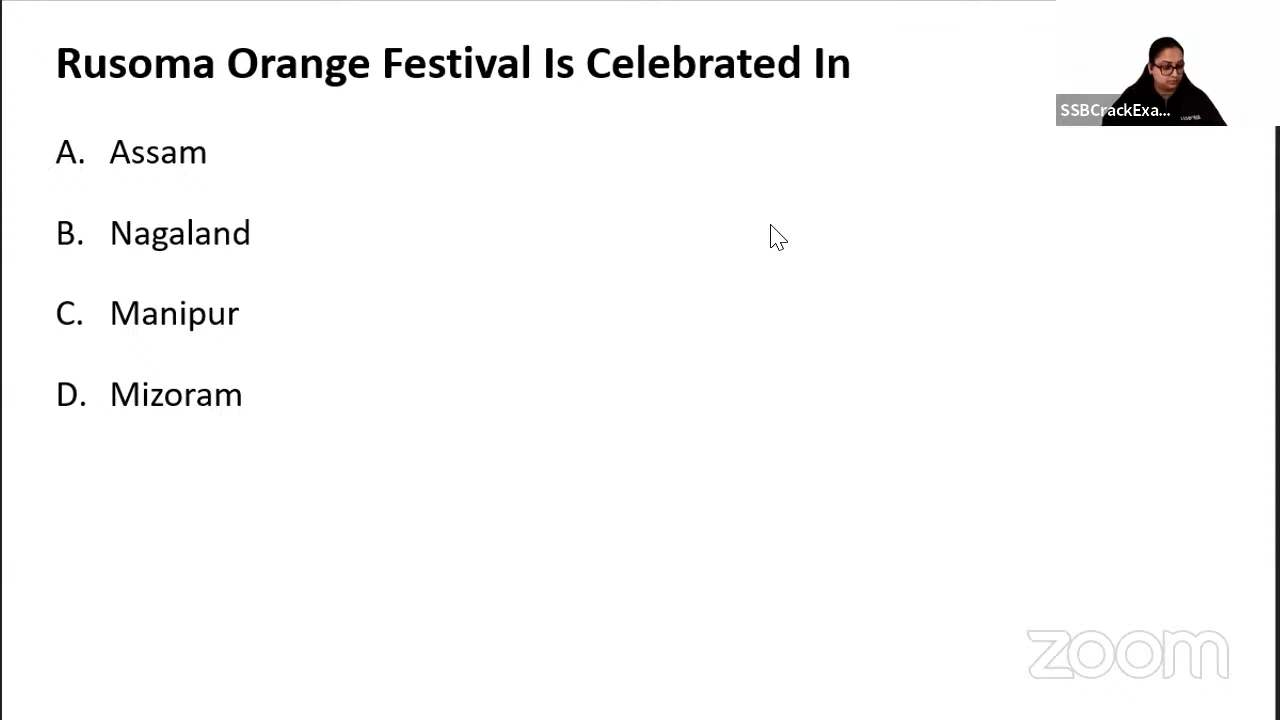 Rusoma Orange Festival Is Celebrated In
SSBCrackExa...
A. Assam
B. Nagaland
C. Manipur
D. Mizoram
zoom